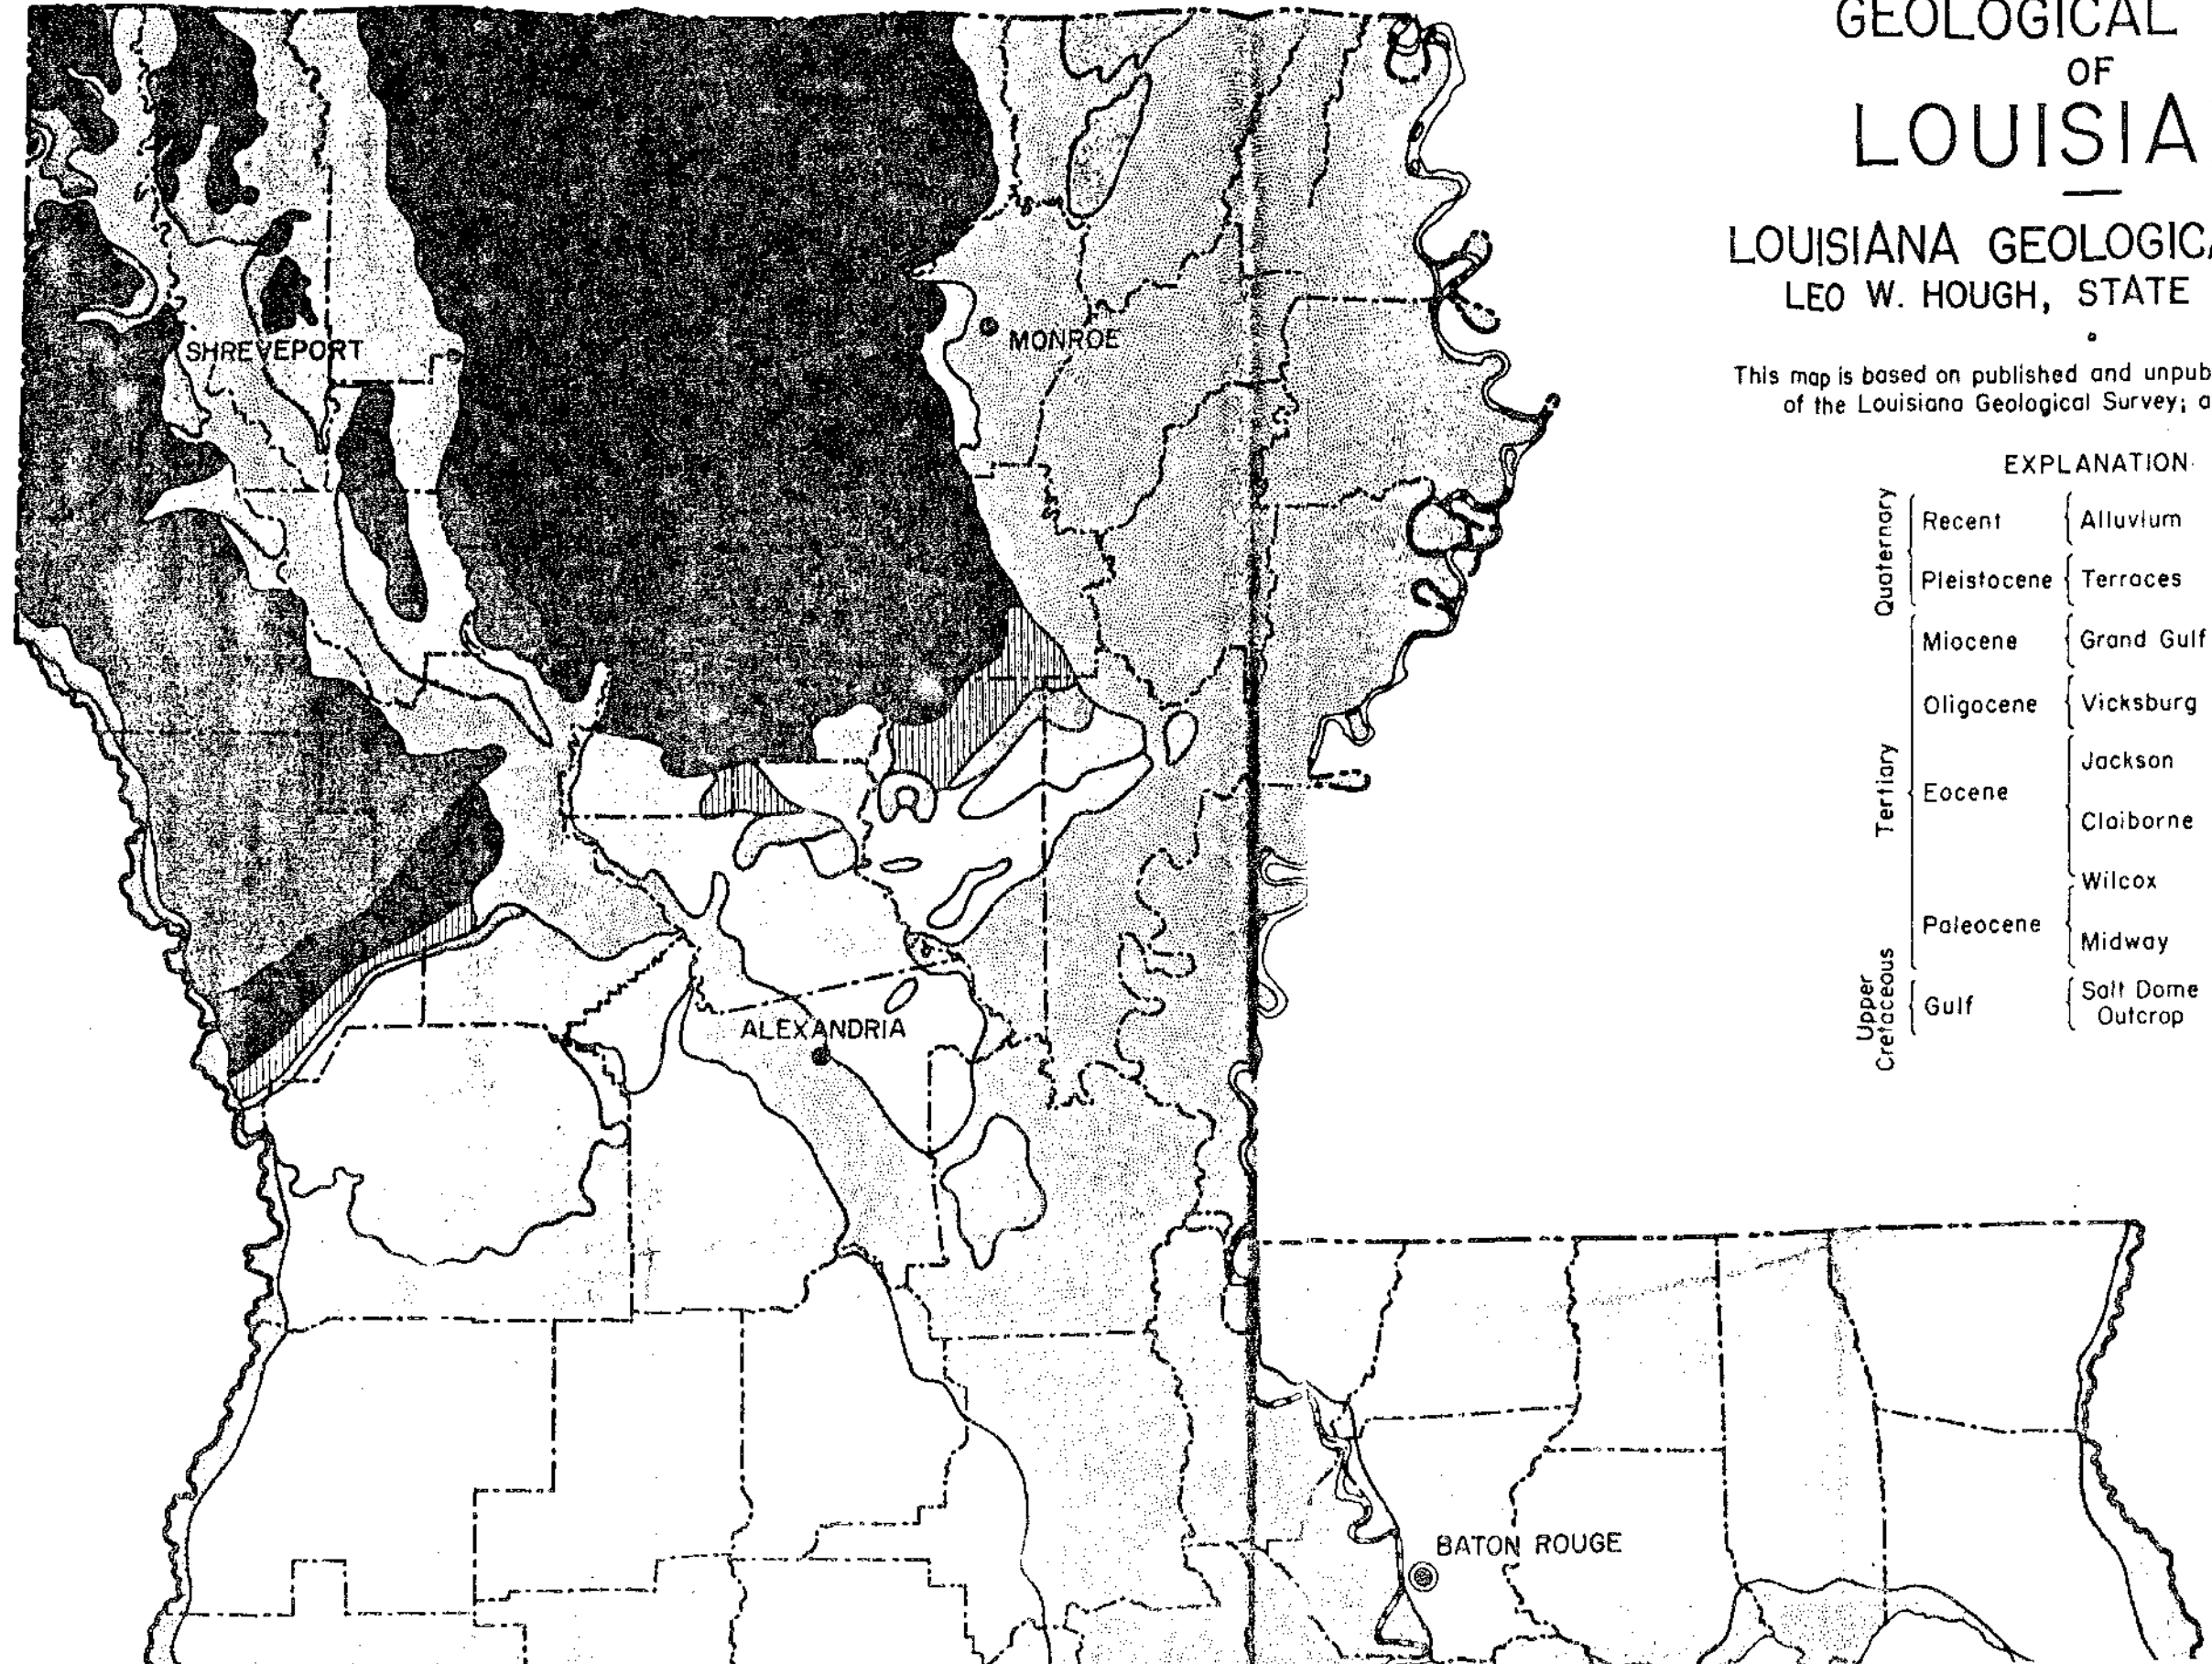 GEOLOGICAL
OF
LOUISIA
LOUISIANA GEOLOGICA
LEO W. HOUGH, STATE
This map is based on published and unpub
of the Louisiana Geological Survey; a
EXPLANATION
Quaternary
Recent
Alluvium
Pleistocene
Terraces
Tertiary
Miocene
Grand Gulf
Oligocene
Vicksburg
Eocene
Jackson
Claiborne
Wilcox
Paleocene
Midway
Upper
Cretaceous
Gulf
Salt Dome
Outcrop
SHREVEPORT
MONROE
ALEXANDRIA
BATON ROUGE